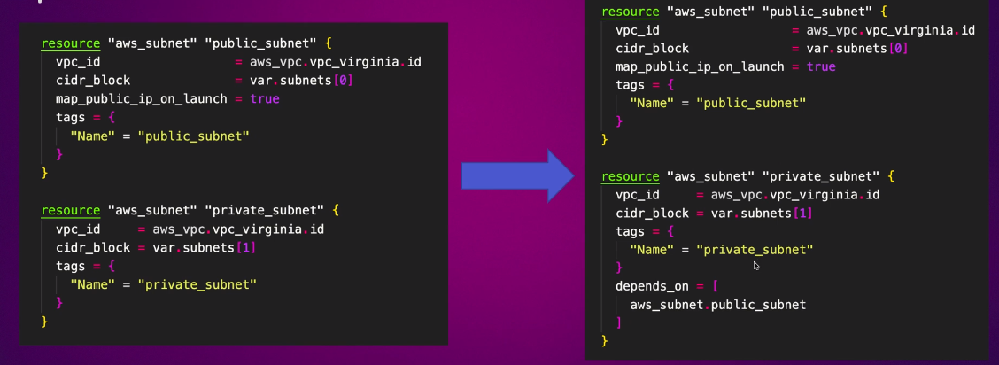 resource "aws_subnet" "public_subnet" {
  vpc_id                  = aws_vpc.vpc_virginia.id
  cidr_block              = var.subnets[0]
  map_public_ip_on_launch = true
  tags = {
    "Name" = "public_subnet"
  }
}

resource "aws_subnet" "private_subnet" {
  vpc_id     = aws_vpc.vpc_virginia.id
  cidr_block = var.subnets[1]
  tags = {
    "Name" = "private_subnet"
  }
}

resource "aws_subnet" "public_subnet" {
  vpc_id                  = aws_vpc.vpc_virginia.id
  cidr_block              = var.subnets[0]
  map_public_ip_on_launch = true
  tags = {
    "Name" = "public_subnet"
  }
}

resource "aws_subnet" "private_subnet" {
  vpc_id     = aws_vpc.vpc_virginia.id
  cidr_block = var.subnets[1]
  tags = {
    "Name" = "private_subnet"
  }
  depends_on = [
    aws_subnet.public_subnet
  ]
}